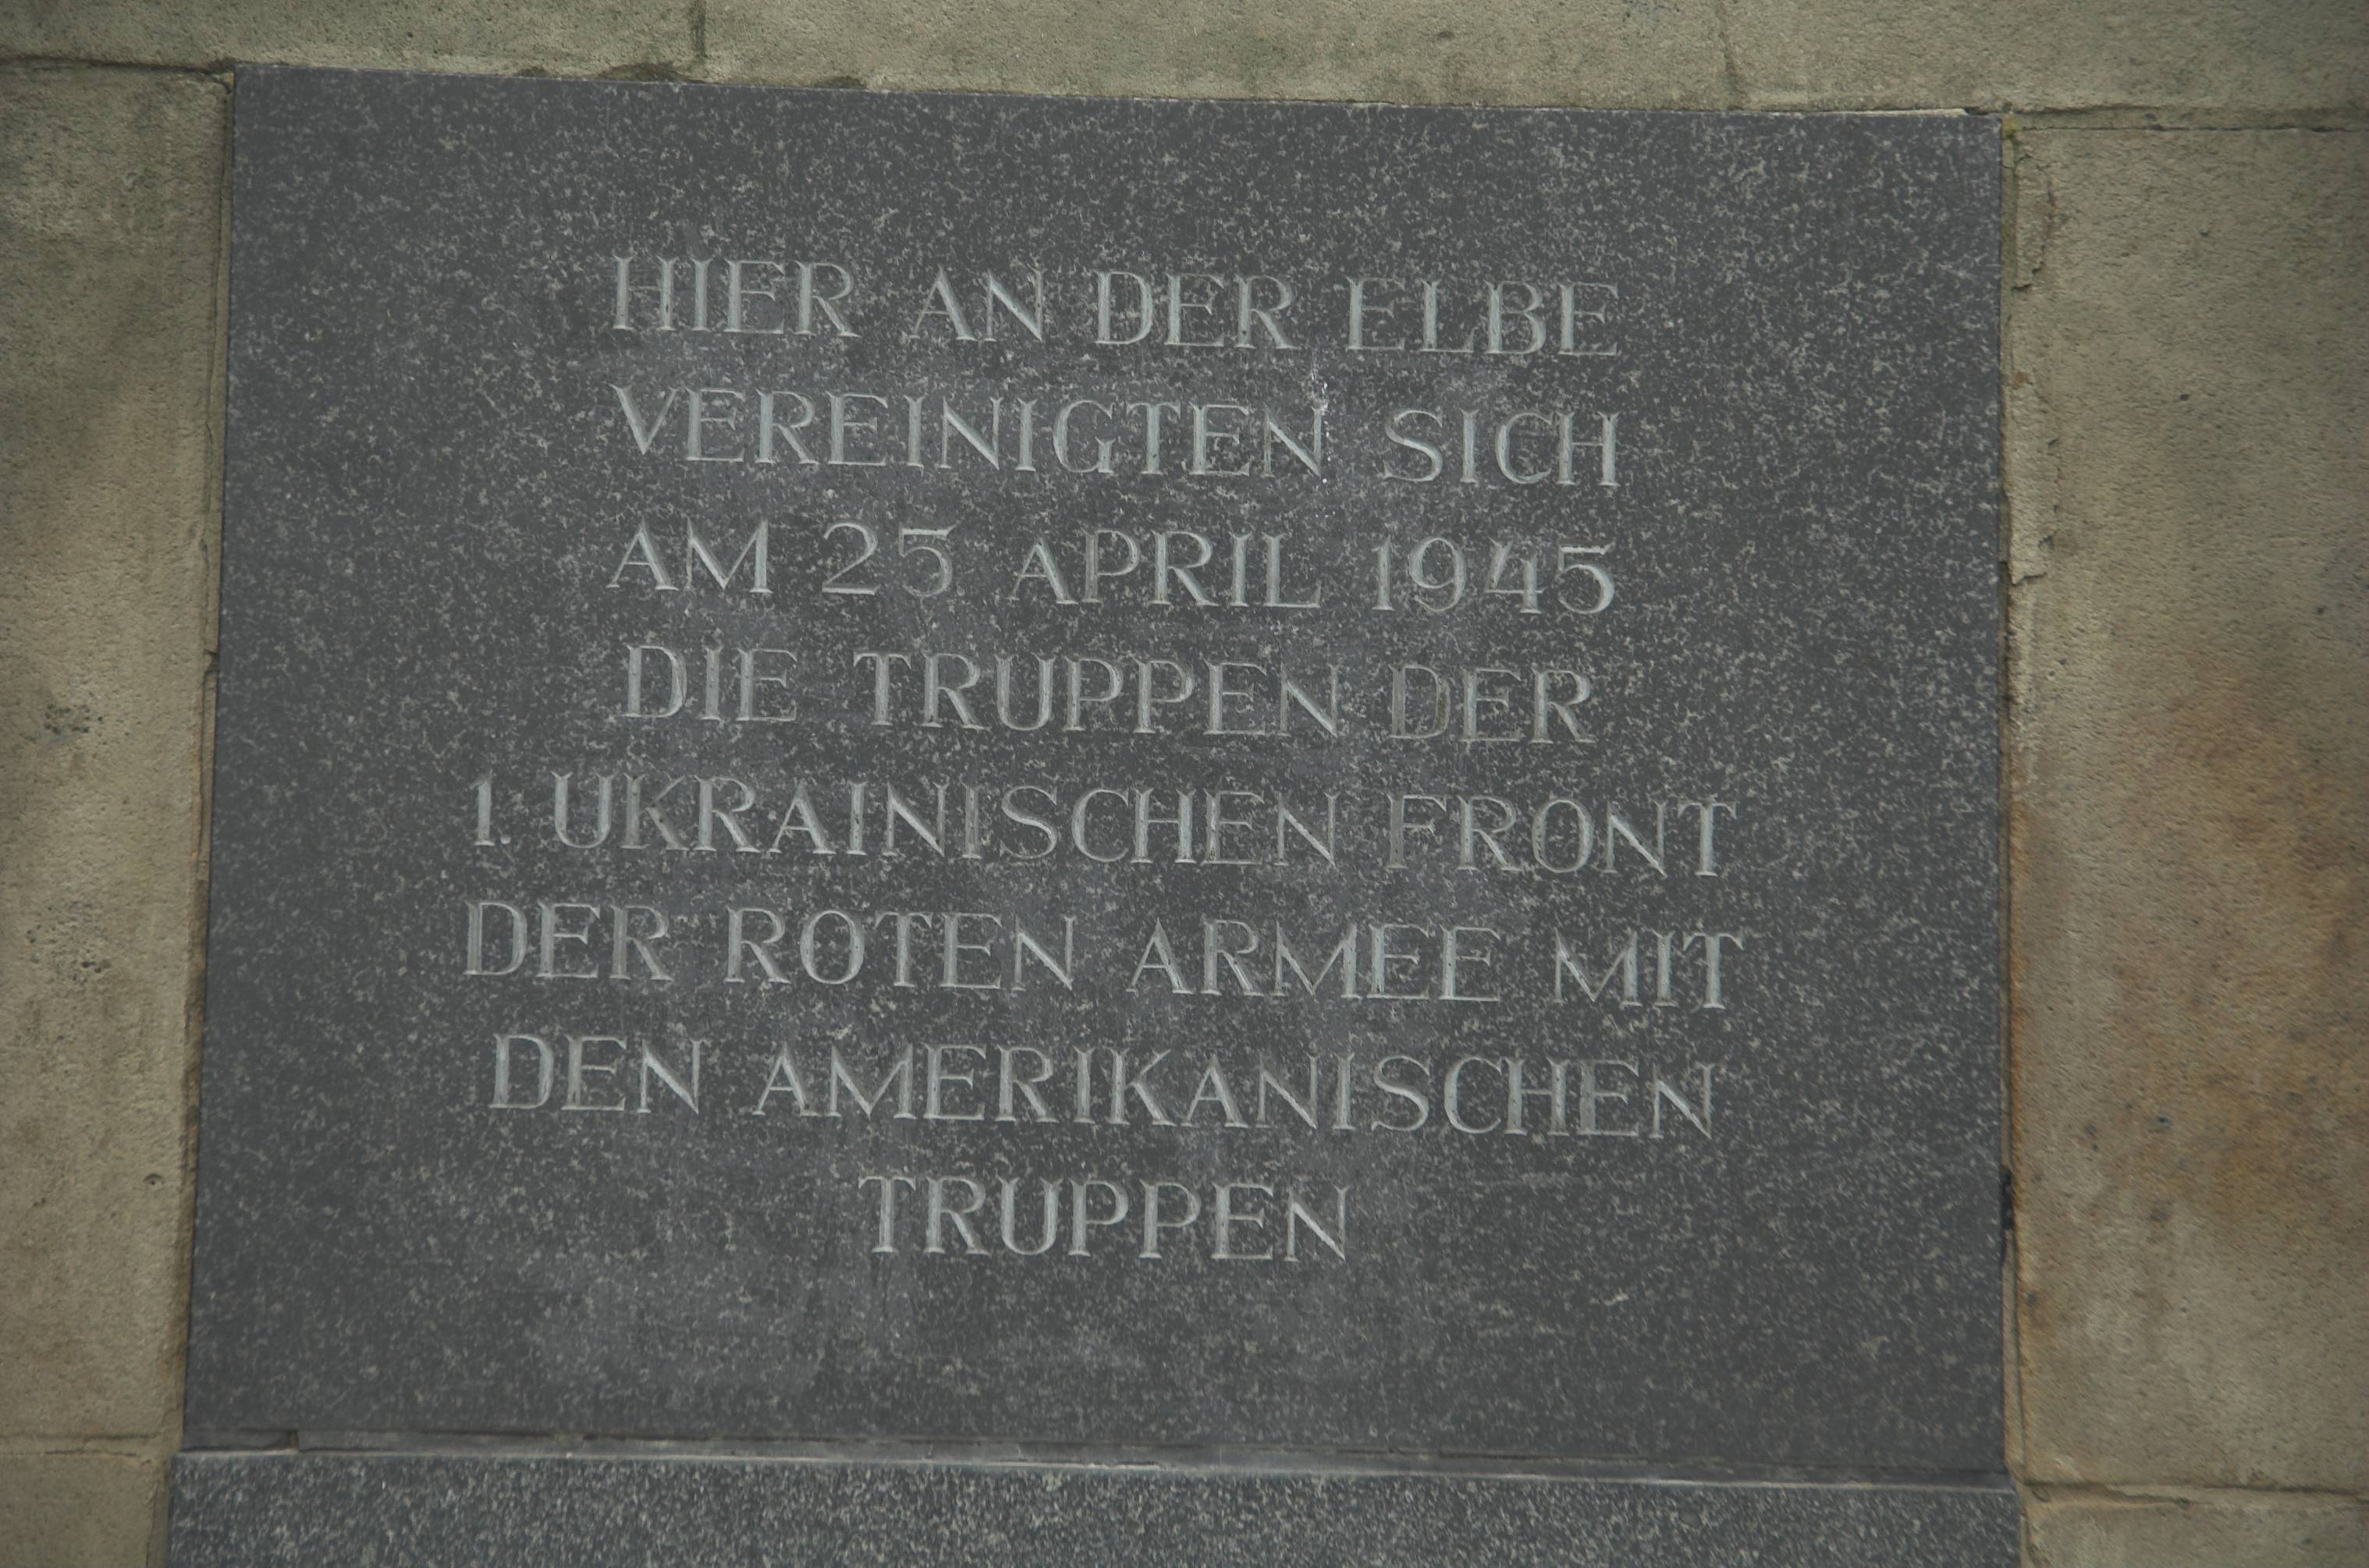 HIER AN DER ELBE
VEREINIGTEN SICH
AM 25 APRIL 1945
DIE TRUPPEN DER
1. UKRAINISCHEN FRONT
DER ROTEN ARMEE MIT
DEN AMERIKANISCHEN
TRUPPEN